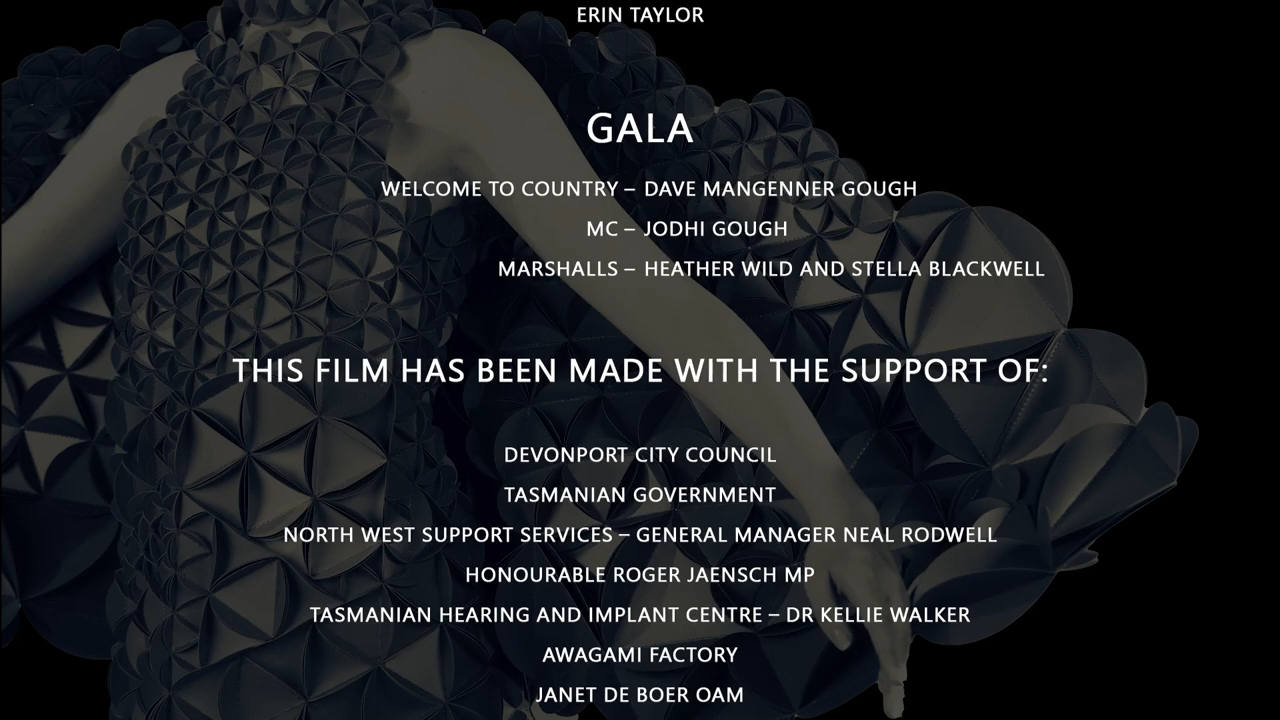 ERIN TAYLOR
GALA
WELCOME TO COUNTRY – DAVE MANGENNER GOUGH
MC – JODHI GOUGH
MARSHALLS – HEATHER WILD AND STELLA BLACKWELL
THIS FILM HAS BEEN MADE WITH THE SUPPORT OF:
DEVONPORT CITY COUNCIL
TASMANIAN GOVERNMENT
NORTH WEST SUPPORT SERVICES – GENERAL MANAGER NEAL RODWELL
HONOURABLE ROGER JAENSCH MP
TASMANIAN HEARING AND IMPLANT CENTRE – DR KELLIE WALKER
AWAGAMI FACTORY
JANET DE BOER OAM